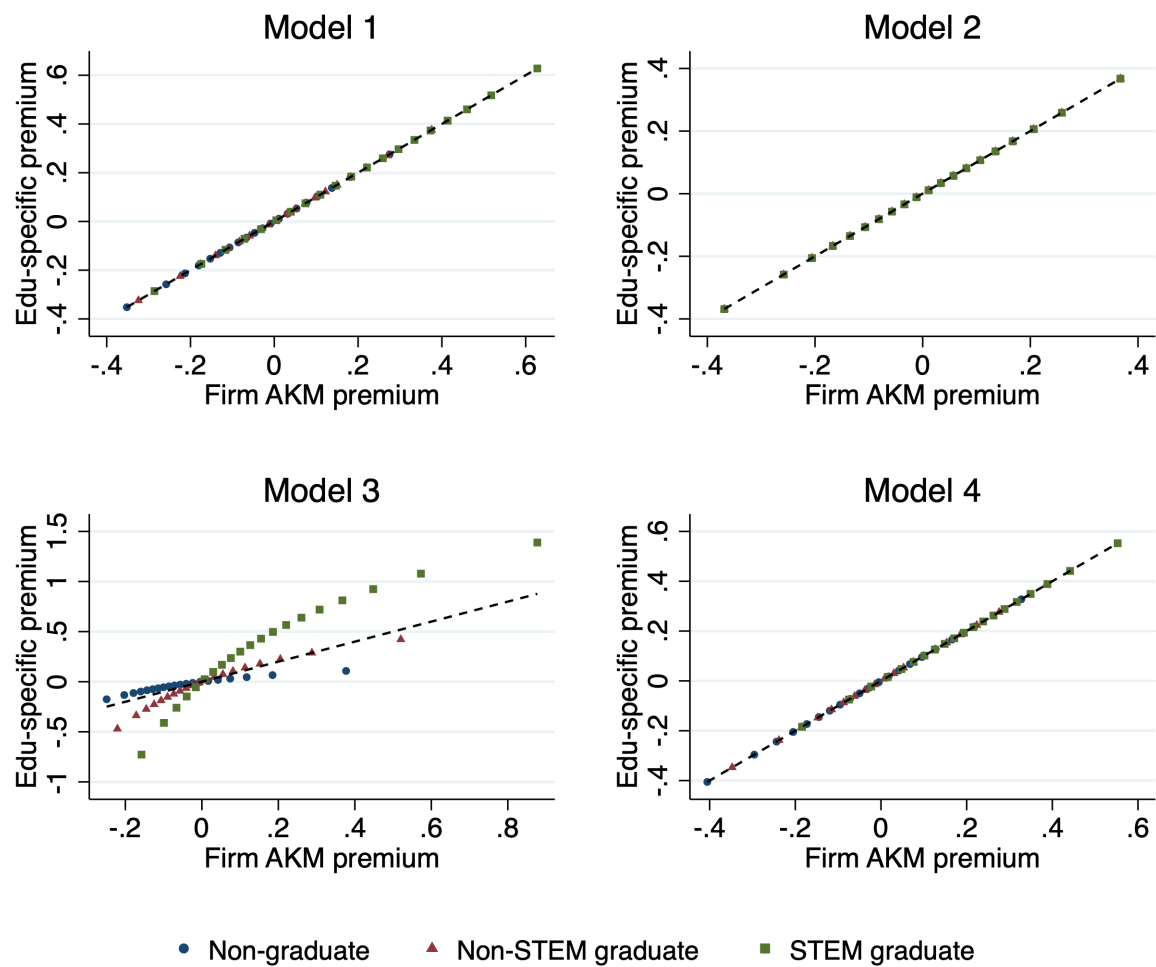 Model 1
Edu-specific premium
.6
.4
.2
0
-.2
-.4
-.4 -.2 0 .2 .4 .6
Firm AKM premium
Model 2
Edu-specific premium
.4
.2
0
-.2
-.4
-.4 -.2 0 .2 .4
Firm AKM premium
Model 3
Edu-specific premium
1.5
1
.5
0
-.5
-1
-.2 0 .2 .4 .6 .8
Firm AKM premium
Model 4
Edu-specific premium
.6
.4
.2
0
-.2
-.4
-.4 -.2 0 .2 .4 .6
Firm AKM premium
Non-graduate Non-STEM graduate STEM graduate